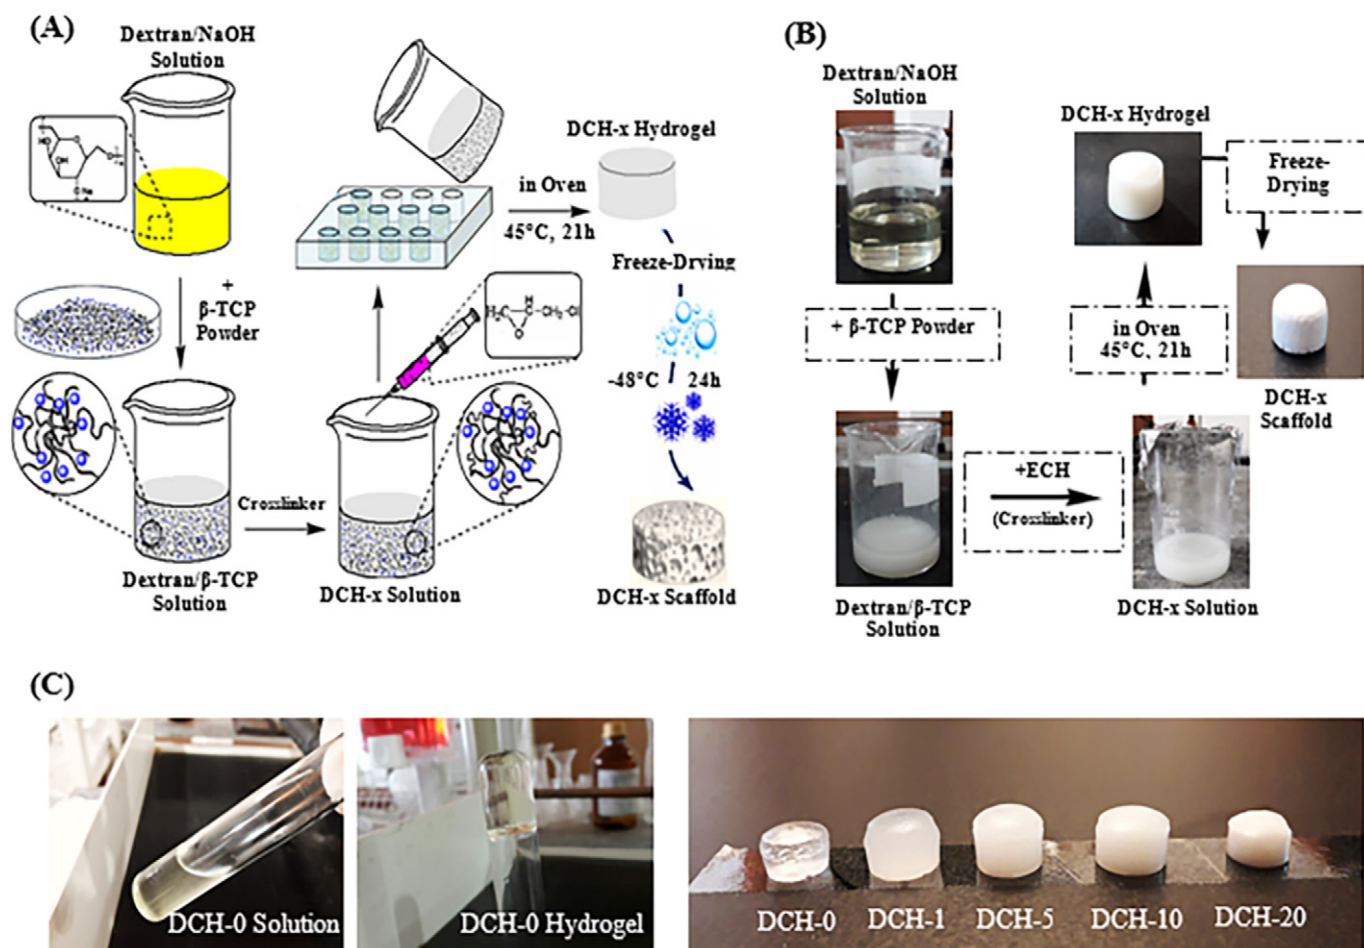 (A)
Dextran/NaOH
Solution
+
β-TCP
Powder
Dextran/β-TCP
Solution
Crosslinker
DCH-x Solution
in Oven
45°C, 21h
DCH-x Hydrogel
Freeze-Drying
-48°C 24h
DCH-x Scaffold
(B)
Dextran/NaOH
Solution
+ β-TCP Powder
Dextran/β-TCP
Solution
+ECH
(Crosslinker)
DCH-x Solution
in Oven
45°C, 21h
DCH-x Hydrogel
Freeze-
Drying
DCH-x
Scaffold
(C)
DCH-0 Solution
DCH-0 Hydrogel
DCH-0
DCH-1
DCH-5
DCH-10
DCH-20